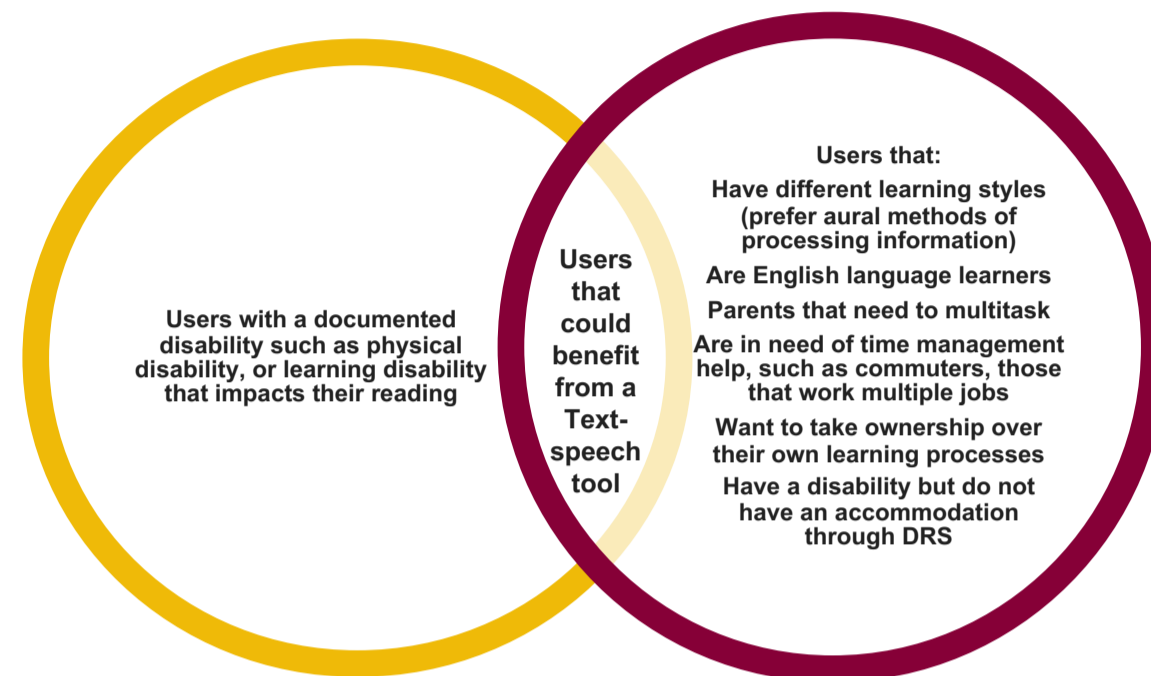 Users with a documented
disability such as physical
disability, or learning disability
that impacts their reading
Users
that
could
benefit
from a
Text-
speech
tool
Users that:
Have different learning styles
(prefer aural methods of
processing information)
Are English language learners
Parents that need to multitask
Are in need of time management
help, such as commuters, those
that work multiple jobs
Want to take ownership over
their own learning processes
Have a disability but do not
have an accommodation
through DRS